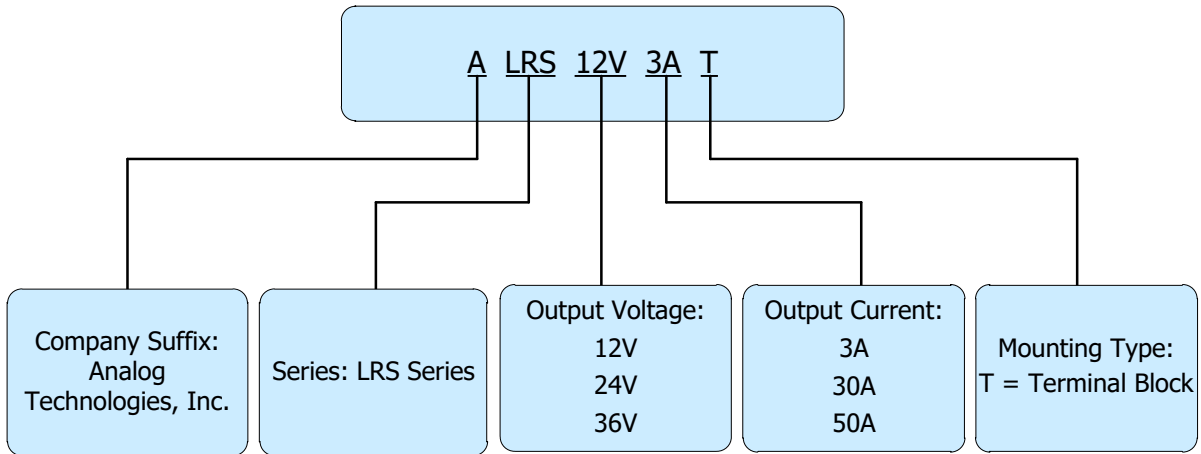 A LRS 12V 3A T
Company Suffix:
Analog
Technologies, Inc.
Series: LRS Series
Output Voltage:
12V
24V
36V
Output Current:
3A
30A
50A
Mounting Type:
T = Terminal Block